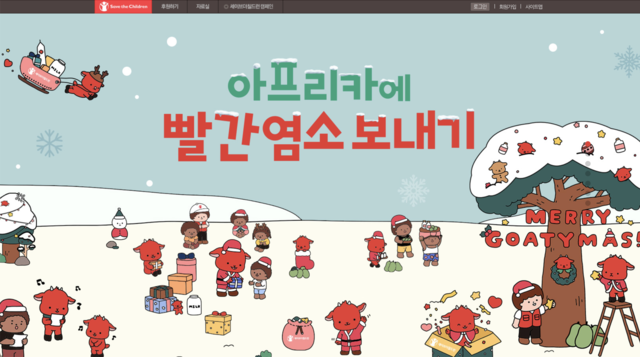 Save the Children
후원하기
자료실
세이브더칠드런 캠페인
로그인
회원가입
사이트맵
아프리카에
빨간염소 보내기
MERRY
GOATYMAS!
MILK